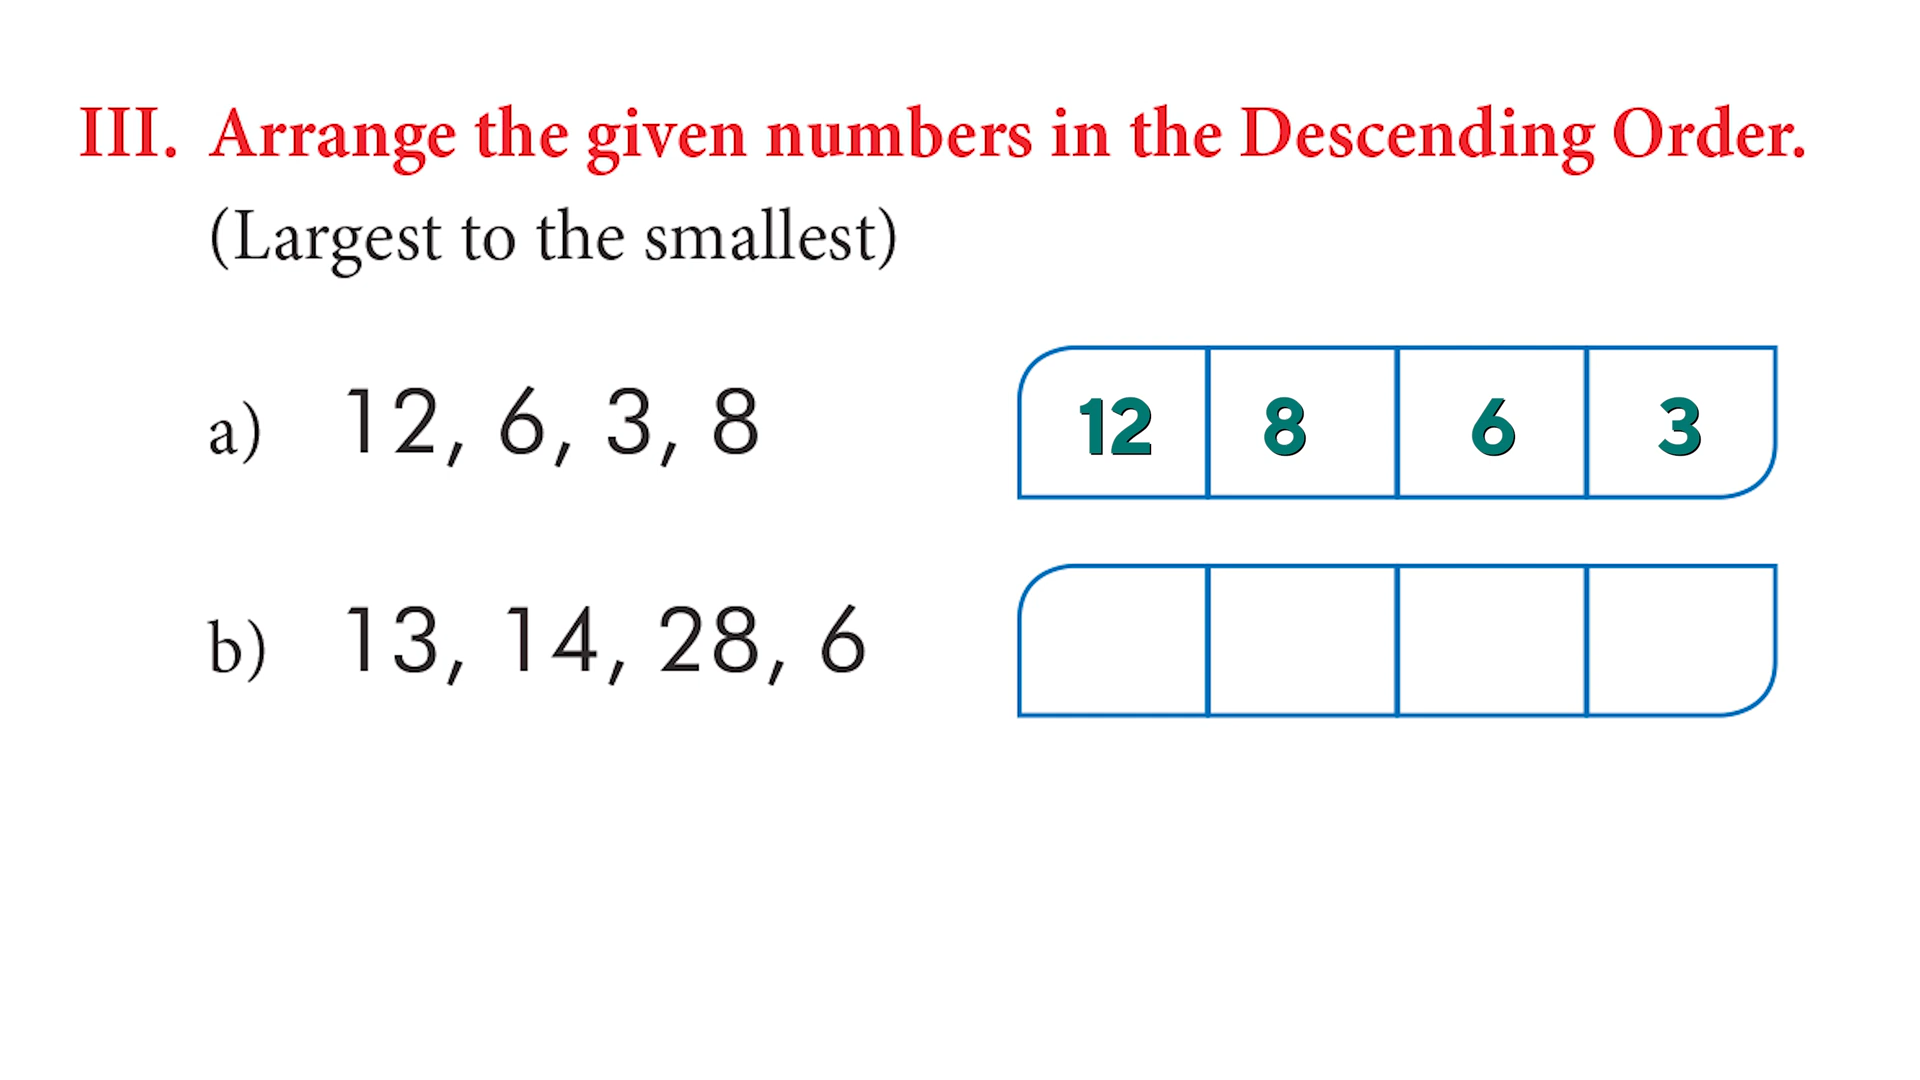 III. Arrange the given numbers in the Descending Order.
(Largest to the smallest)
a) 12, 6, 3, 8 12 8 6 3
b) 13, 14, 28, 6